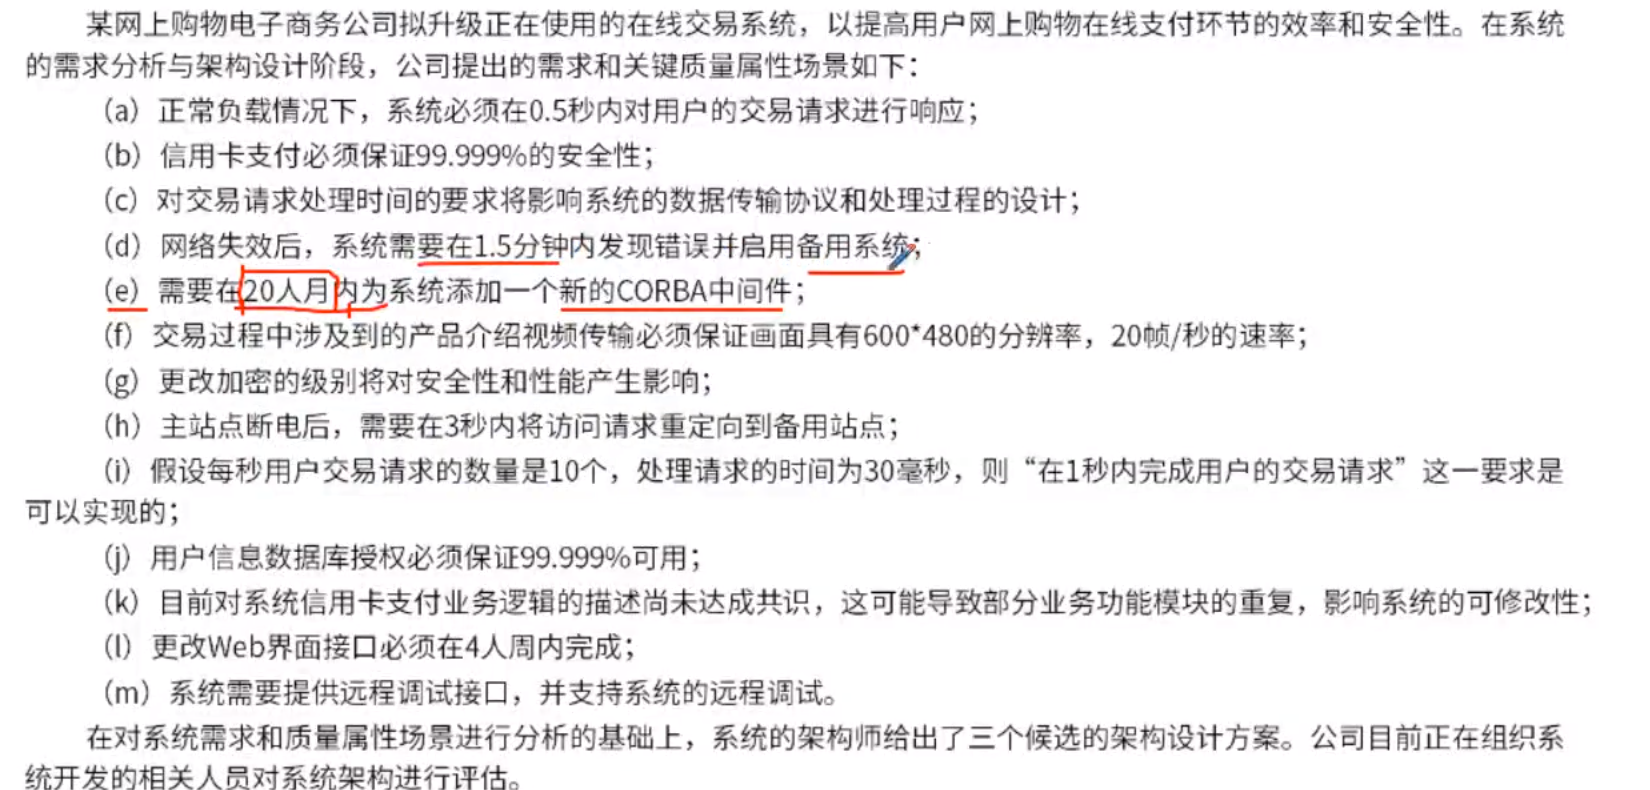 某网上购物电子商务公司拟升级正在使用的在线交易系统，以提高用户网上购物在线支付环节的效率和安全性。在系统
的需求分析与架构设计阶段，公司提出的需求和关键质量属性场景如下：
（a）正常负载情况下，系统必须在0.5秒内对用户的交易请求进行响应；
（b）信用卡支付必须保证99.999%的安全性；
（c）对交易请求处理时间的要求将影响系统的数据传输协议和处理过程的设计；
（d）网络失效后，系统需要在1.5分钟内发现错误并启用备用系统；
（e）需要在20人月内为系统添加一个新的CORBA中间件；
（f）交易过程中涉及到的产品介绍视频传输必须保证画面具有600*480的分辨率，20帧/秒的速率；
（g）更改加密的级别将对安全性和性能产生影响；
（h）主站点断电后，需要在3秒内将访问请求重定向到备用站点；
（i）假设每秒用户交易请求的数量是10个，处理请求的时间为30毫秒，则“在1秒内完成用户的交易请求”这一要求是
可以实现的；
（j）用户信息数据库授权必须保证99.999%可用；
（k）目前对系统信用卡支付业务逻辑的描述尚未达成共识，这可能导致部分业务功能模块的重复，影响系统的可修改性；
（l）更改Web界面接口必须在4人周内完成；
（m）系统需要提供远程调试接口，并支持系统的远程调试。
在对系统需求和质量属性场景进行分析的基础上，系统的架构师给出了三个候选的架构设计方案。公司目前正在组织系
统开发的相关人员对系统架构进行评估。